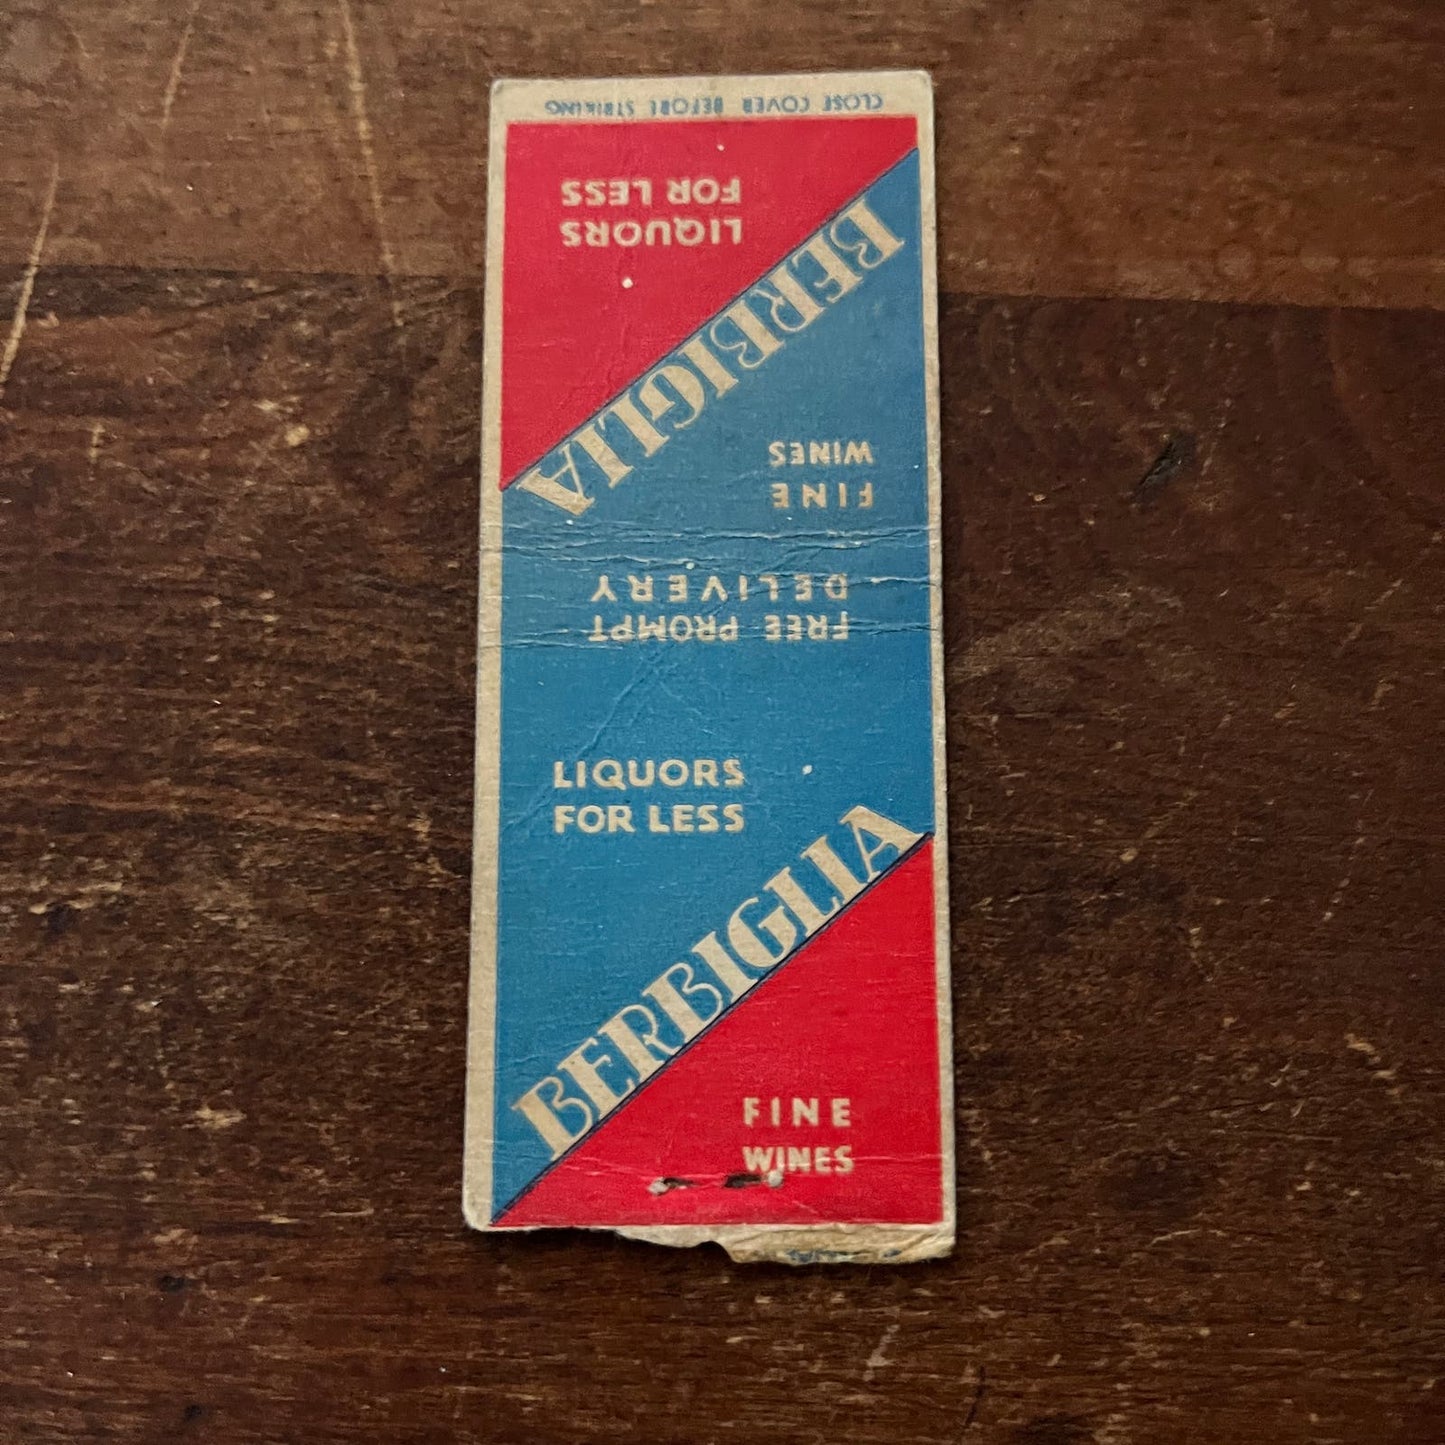 CLOSE COVER BEFORE STRIKING
LIQUORS
FOR LESS
BERBIGLIA
FINE
WINES
FREE PROMPT
DELIVERY
LIQUORS
FOR LESS
BERBIGLIA
FINE
WINES